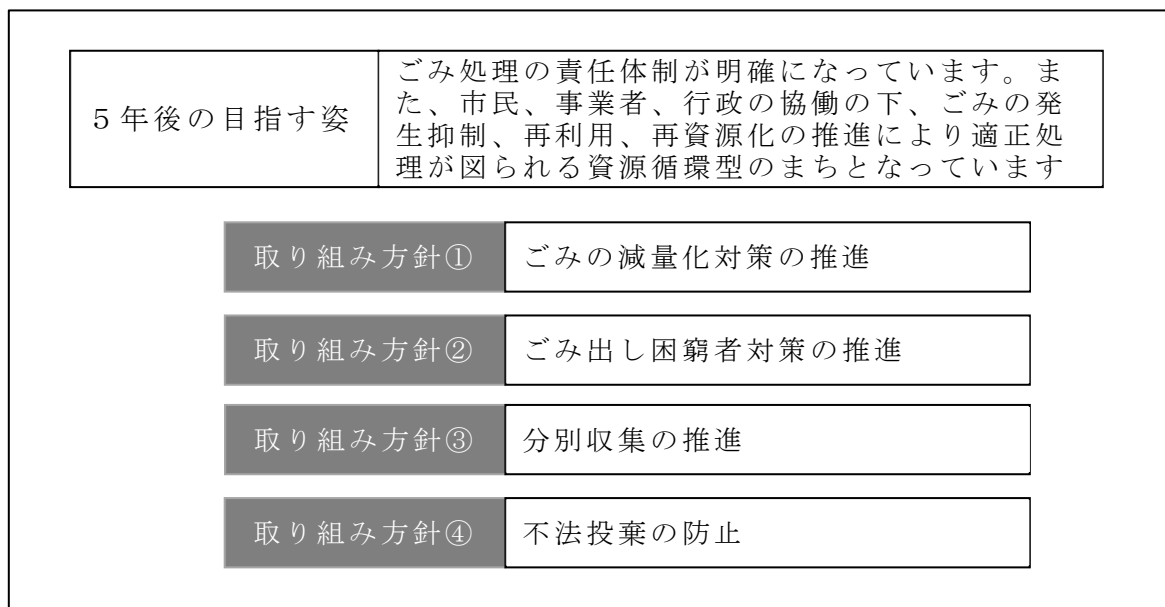 5年後の目指す姿
ごみ処理の責任体制が明確になっています。ま
た、市民、事業者、行政の協働の下、ごみの発
生抑制、再利用、再資源化の推進により適正処
理が図られる資源循環型のまちとなっています
取り組み方針① ごみの減量化対策の推進
取り組み方針② ごみ出し困窮者対策の推進
取り組み方針③ 分別収集の推進
取り組み方針④ 不法投棄の防止